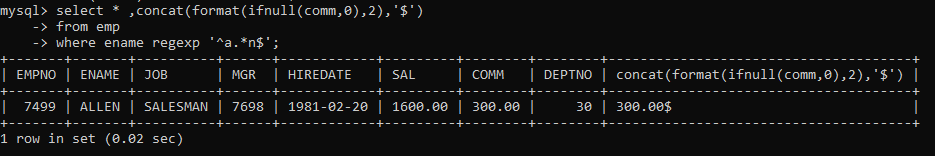 mysql> select * ,concat(format(ifnull(comm,0),2),'$')
    -> from emp
    -> where ename regexp '^a.*n$';
+-------+-------+----------+------+------------+---------+--------+--------+--------------------------------------+
| EMPNO | ENAME | JOB      | MGR  | HIREDATE   | SAL     | COMM   | DEPTNO | concat(format(ifnull(comm,0),2),'$') |
+-------+-------+----------+------+------------+---------+--------+--------+--------------------------------------+
|  7499 | ALLEN | SALESMAN | 7698 | 1981-02-20 | 1600.00 | 300.00 |     30 | 300.00$                              |
+-------+-------+----------+------+------------+---------+--------+--------+--------------------------------------+
1 row in set (0.02 sec)